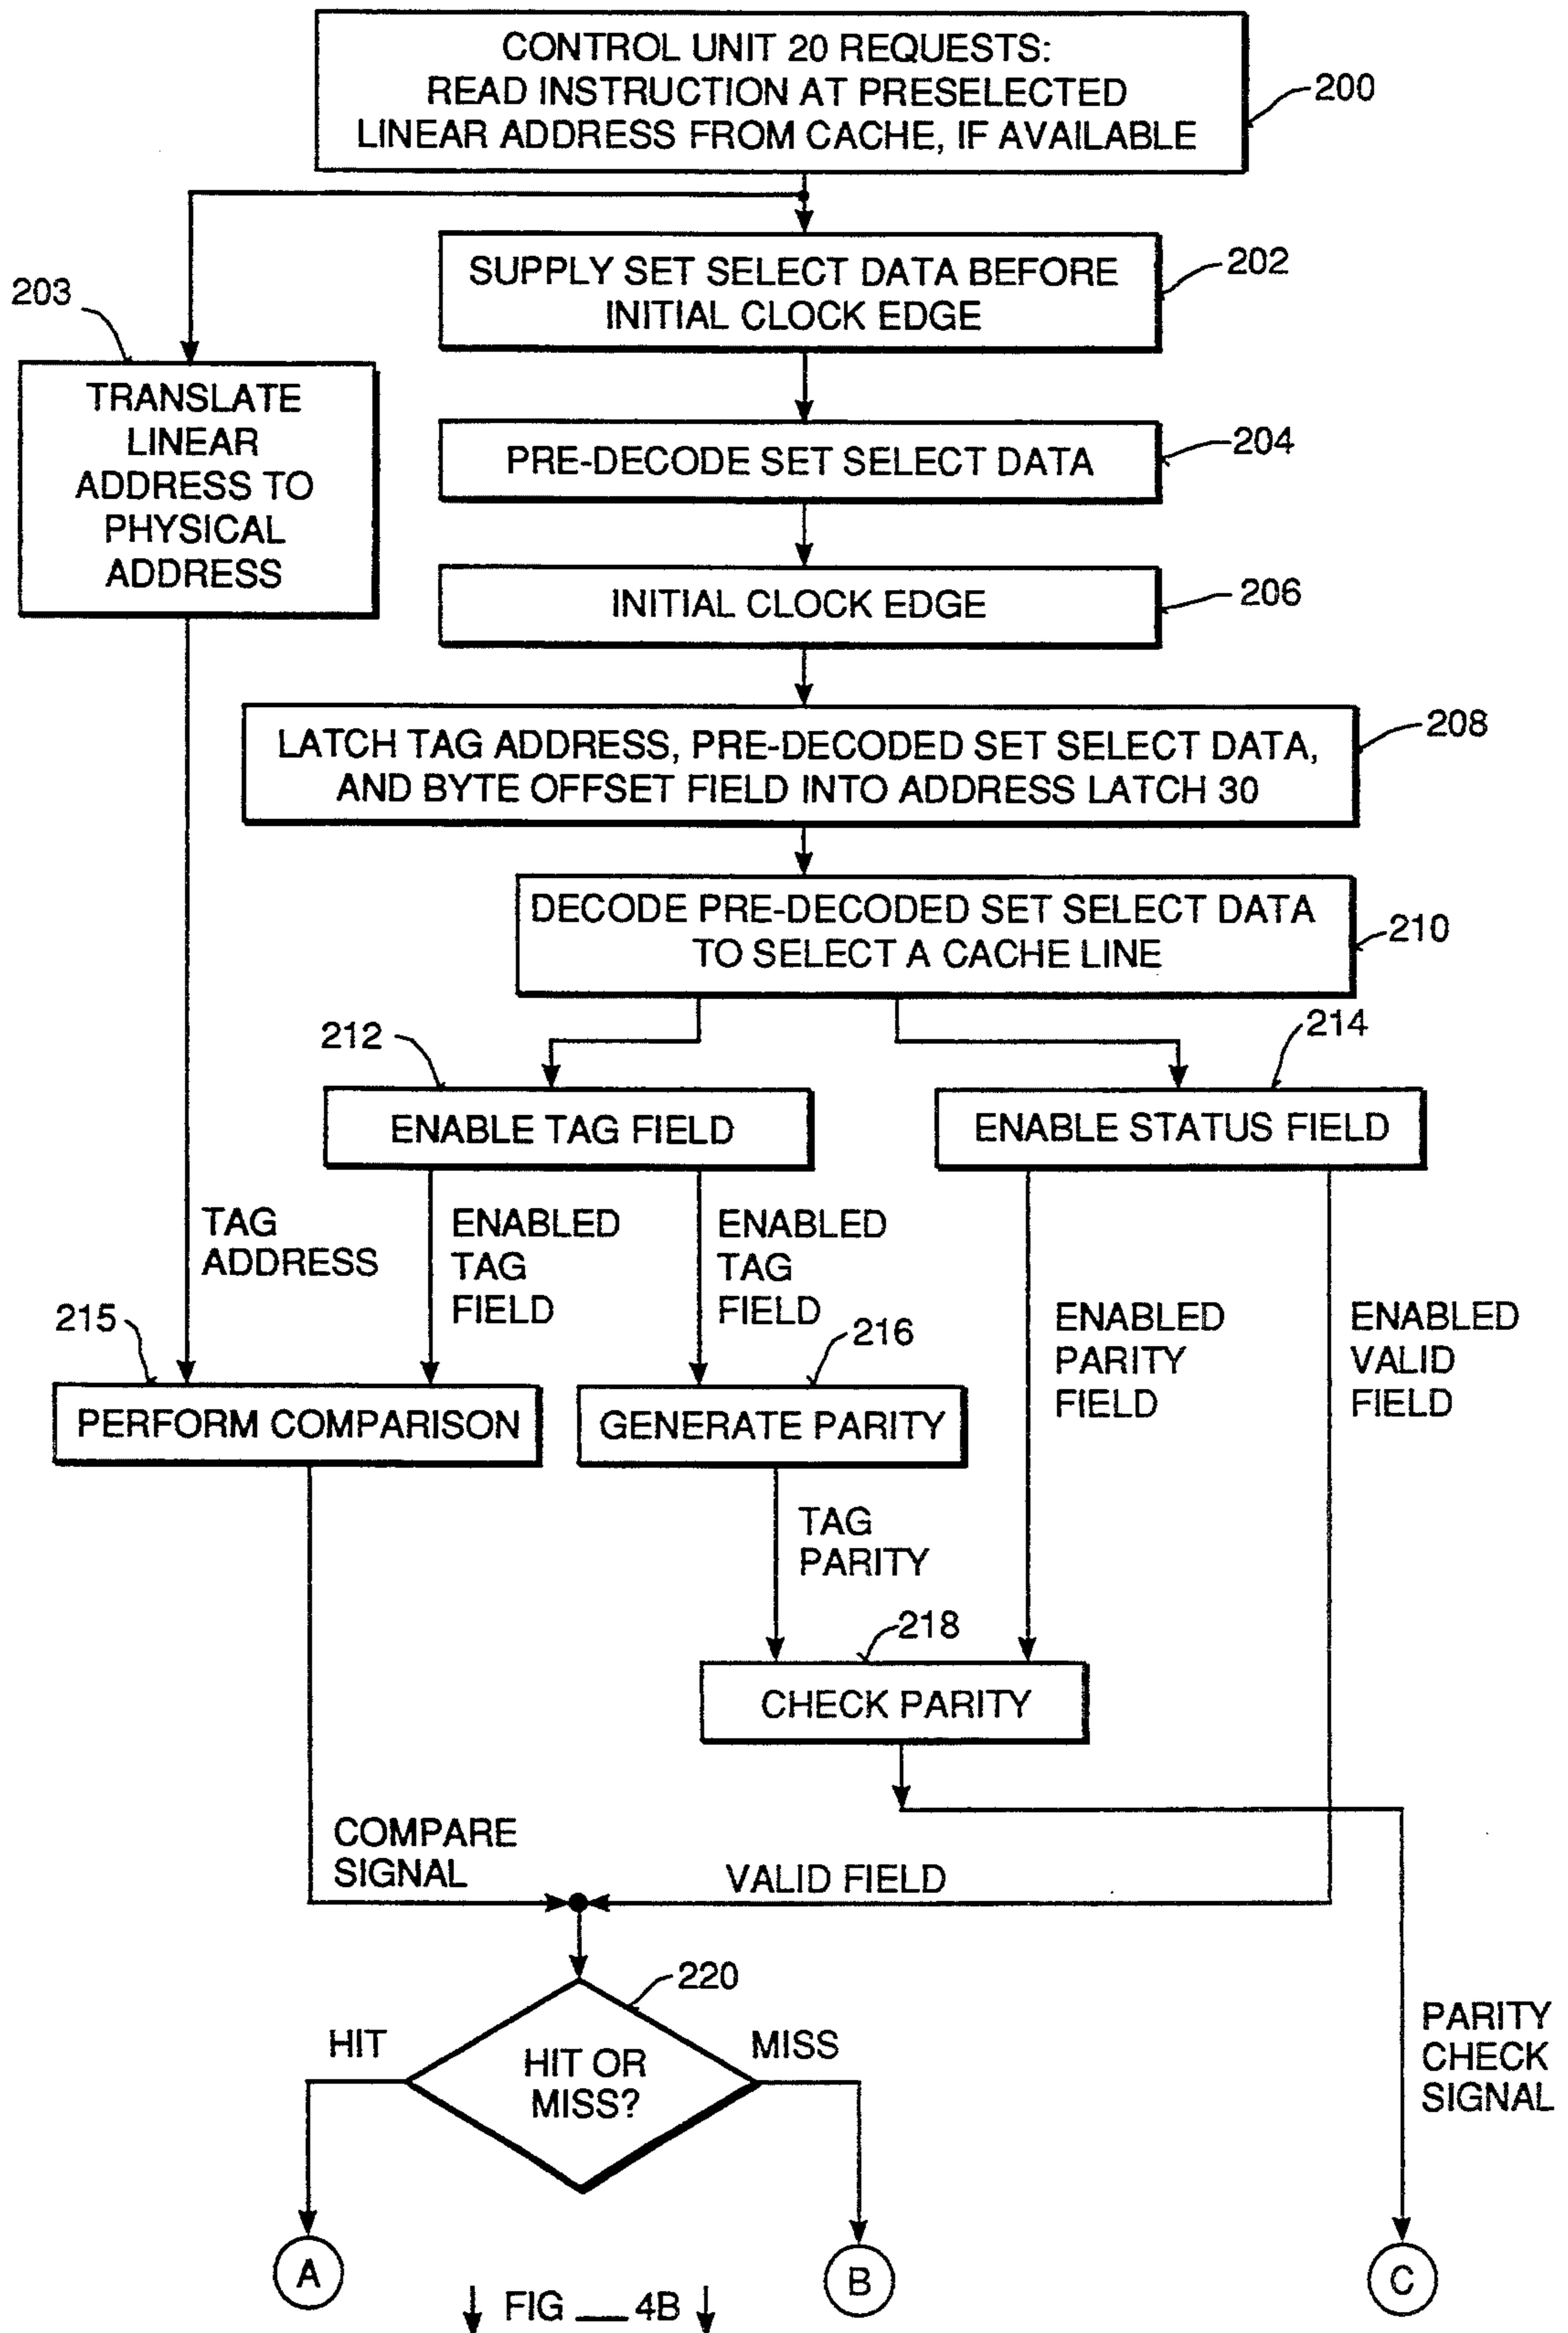 CONTROL UNIT 20 REQUESTS:
READ INSTRUCTION AT PRESELECTED
LINEAR ADDRESS FROM CACHE, IF AVAILABLE
200
SUPPLY SET SELECT DATA BEFORE
INITIAL CLOCK EDGE
202
203
TRANSLATE
LINEAR
ADDRESS TO
PHYSICAL
ADDRESS
PRE-DECODE SET SELECT DATA
204
INITIAL CLOCK EDGE
206
LATCH TAG ADDRESS, PRE-DECODED SET SELECT DATA,
AND BYTE OFFSET FIELD INTO ADDRESS LATCH 30
208
DECODE PRE-DECODED SET SELECT DATA
TO SELECT A CACHE LINE
210
212
ENABLE TAG FIELD
214
ENABLE STATUS FIELD
TAG
ADDRESS
ENABLED
TAG
FIELD
ENABLED
TAG
FIELD
ENABLED
PARITY
FIELD
ENABLED
VALID
FIELD
215
PERFORM COMPARISON
216
GENERATE PARITY
TAG
PARITY
218
CHECK PARITY
COMPARE
SIGNAL
VALID FIELD
220
HIT
HIT OR
MISS?
MISS
PARITY
CHECK
SIGNAL
A
B
C
FIG __ 4B